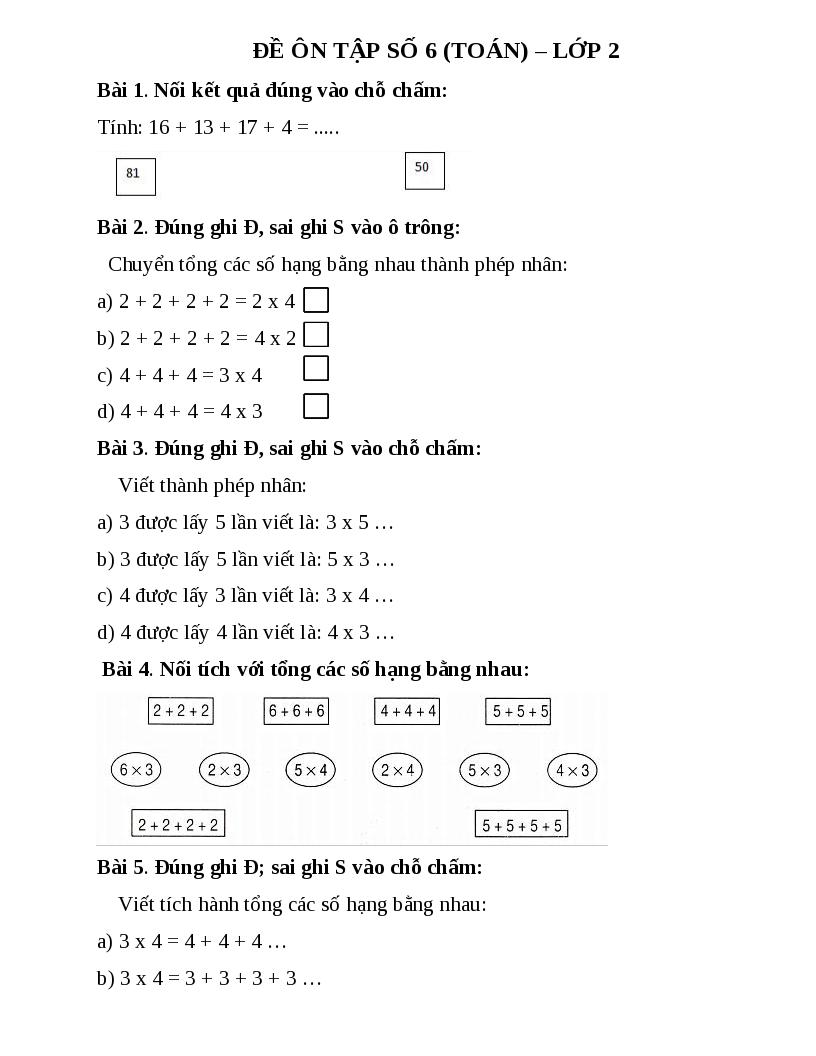 ĐỀ ÔN TẬP SỐ 6 (TOÁN) – LỚP 2
Bài 1. Nối kết quả đúng vào chỗ chấm:
Tính: 16 + 13 + 17 + 4 = .....
81 50
Bài 2. Đúng ghi Đ, sai ghi S vào ô trông:
Chuyển tổng các số hạng bằng nhau thành phép nhân:
a) 2 + 2 + 2 + 2 = 2 x 4
b) 2 + 2 + 2 + 2 = 4 x 2
c) 4 + 4 + 4 = 3 x 4
d) 4 + 4 + 4 = 4 x 3
Bài 3. Đúng ghi Đ, sai ghi S vào chỗ chấm:
Viết thành phép nhân:
a) 3 được lấy 5 lần viết là: 3 x 5 …
b) 3 được lấy 5 lần viết là: 5 x 3 …
c) 4 được lấy 3 lần viết là: 3 x 4 …
d) 4 được lấy 4 lần viết là: 4 x 3 …
Bài 4. Nối tích với tổng các số hạng bằng nhau:
2 + 2 + 2 6 + 6 + 6 4 + 4 + 4 5 + 5 + 5
6 × 3 2 × 3 5 × 4 2 × 4 5 × 3 4 × 3
2 + 2 + 2 + 2 5 + 5 + 5 + 5
Bài 5. Đúng ghi Đ; sai ghi S vào chỗ chấm:
Viết tích hành tổng các số hạng bằng nhau:
a) 3 x 4 = 4 + 4 + 4 …
b) 3 x 4 = 3 + 3 + 3 + 3 …